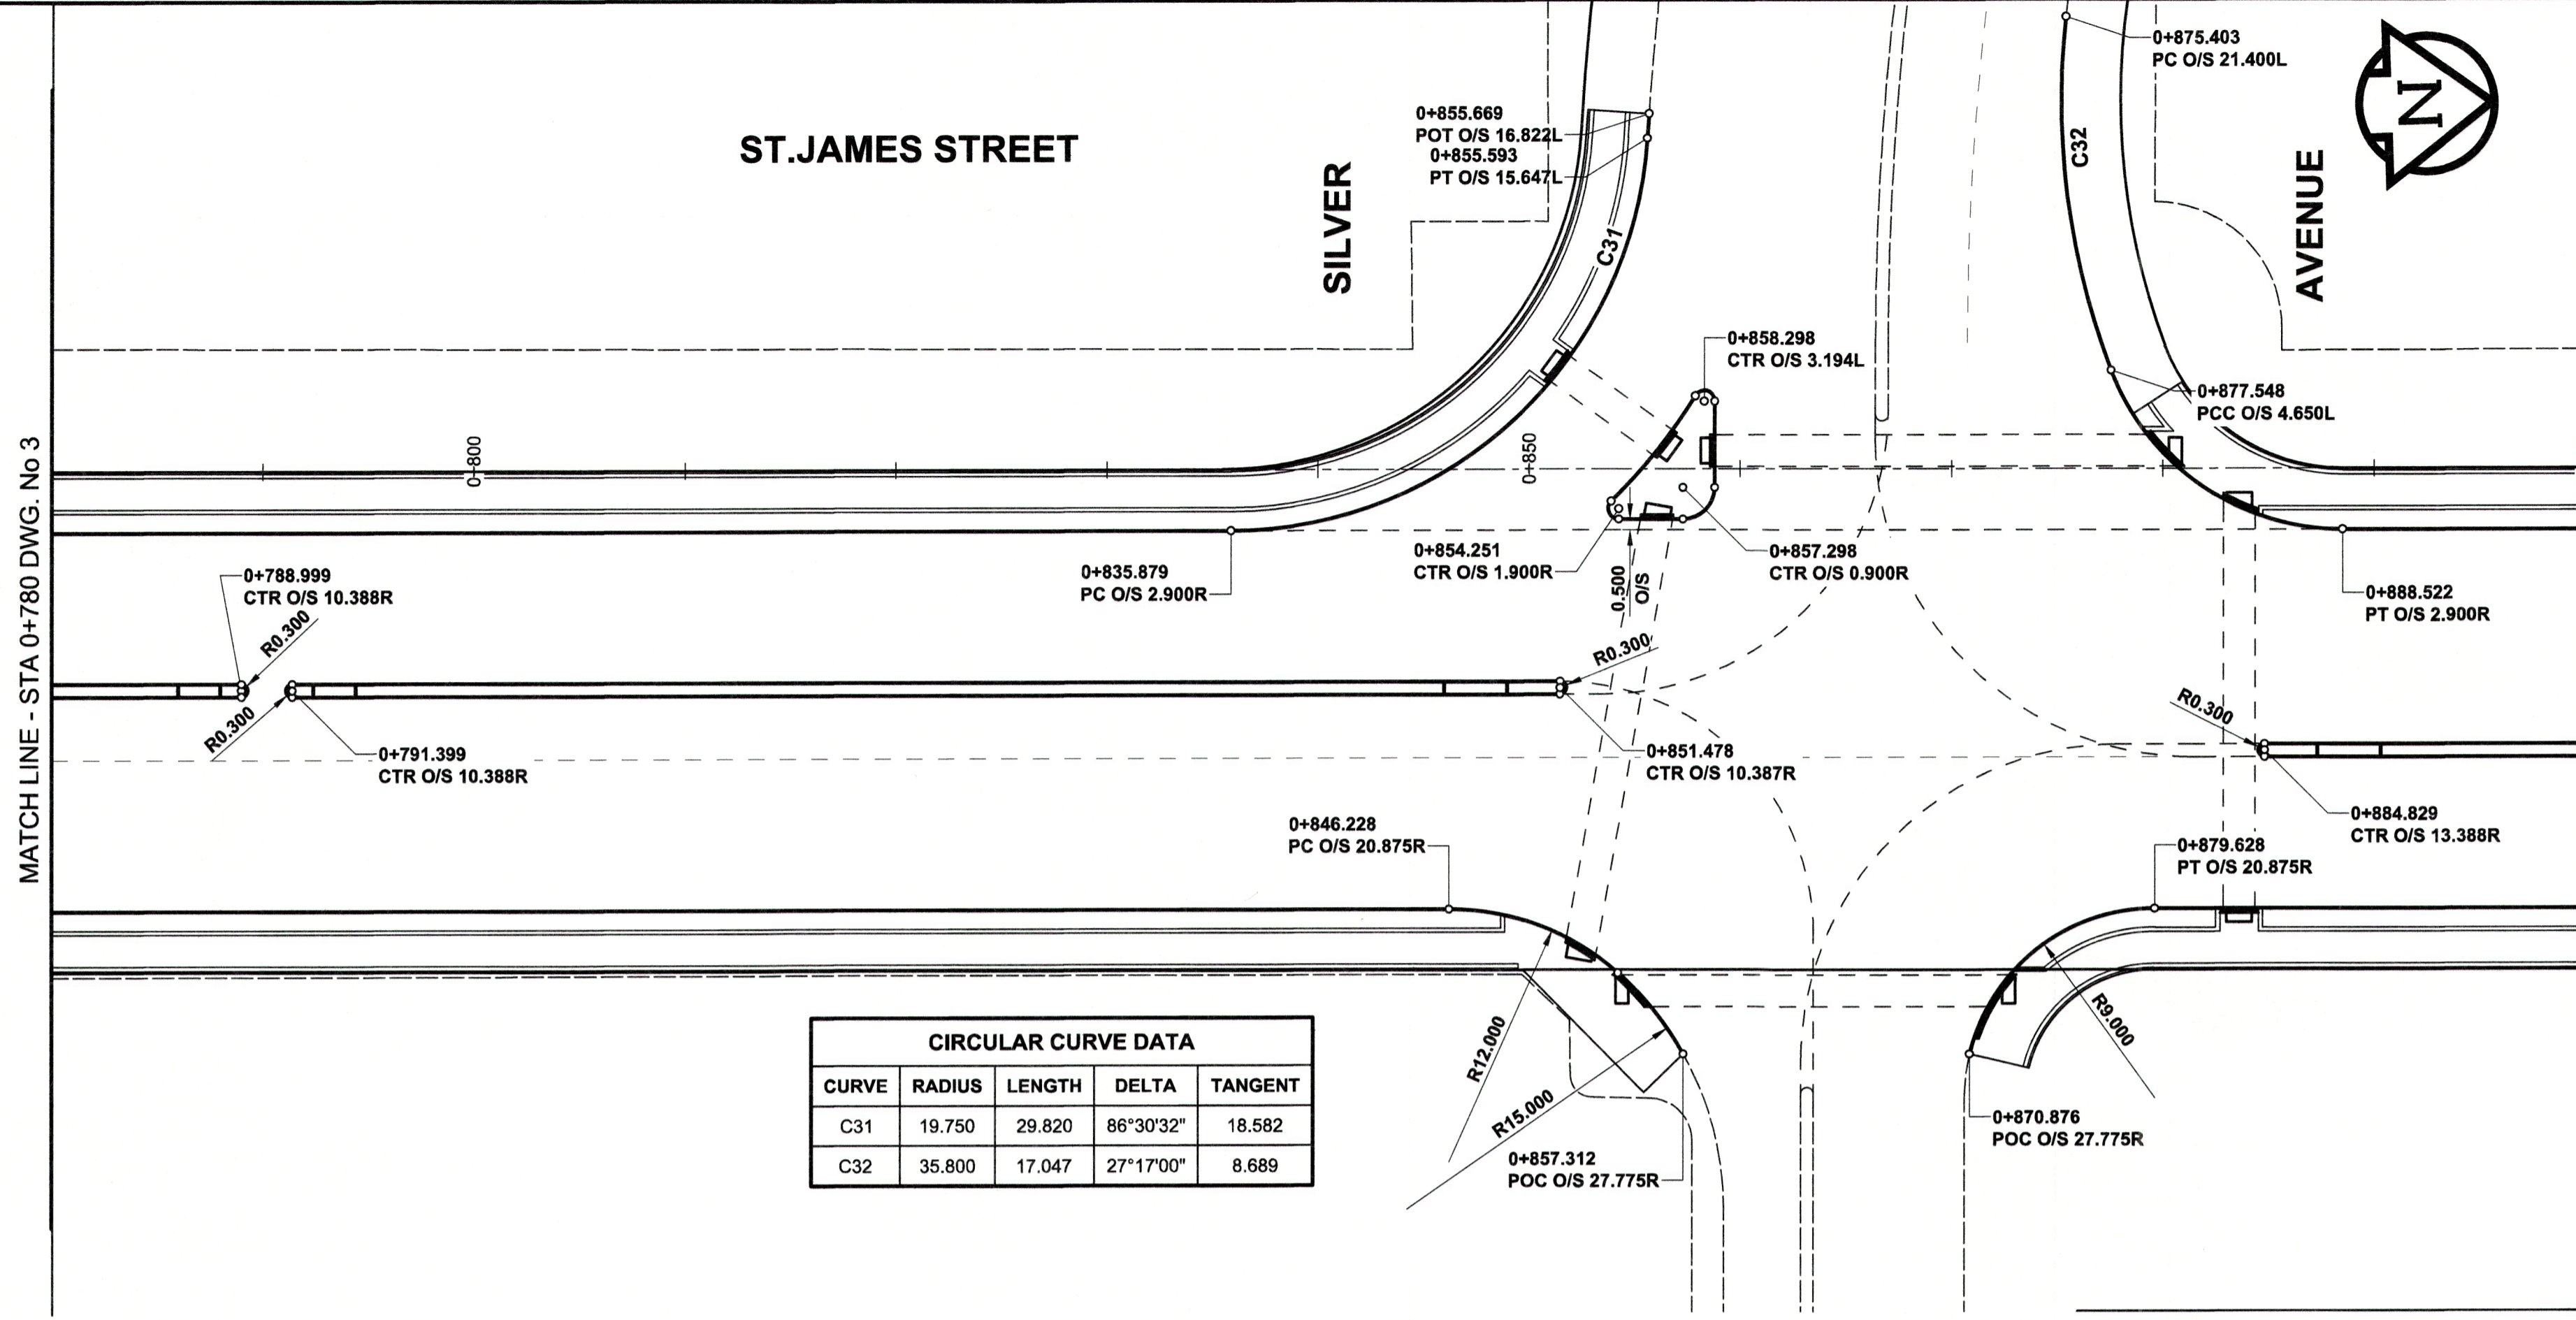 MATCH LINE - STA 0+780 DWG. No 3
ST.JAMES STREET
SILVER
AVENUE
N
0+875.403
PC O/S 21.400L
0+855.669
POT O/S 16.822L
0+855.593
PT O/S 15.647L
C31
C32
0+858.298
CTR O/S 3.194L
0+877.548
PCC O/S 4.650L
0+800
0+850
0+788.999
CTR O/S 10.388R
R0.300
0+835.879
PC O/S 2.900R
0+854.251
CTR O/S 1.900R
0.500
O/S
0+857.298
CTR O/S 0.900R
0+888.522
PT O/S 2.900R
R0.300
R0.300
R0.300
0+791.399
CTR O/S 10.388R
0+851.478
CTR O/S 10.387R
0+884.829
CTR O/S 13.388R
0+846.228
PC O/S 20.875R
0+879.628
PT O/S 20.875R
R12.000
R15.000
R9.000
0+857.312
POC O/S 27.775R
0+870.876
POC O/S 27.775R
CIRCULAR CURVE DATA
CURVE RADIUS LENGTH DELTA TANGENT
C31 19.750 29.820 86°30'32" 18.582
C32 35.800 17.047 27°17'00" 8.689